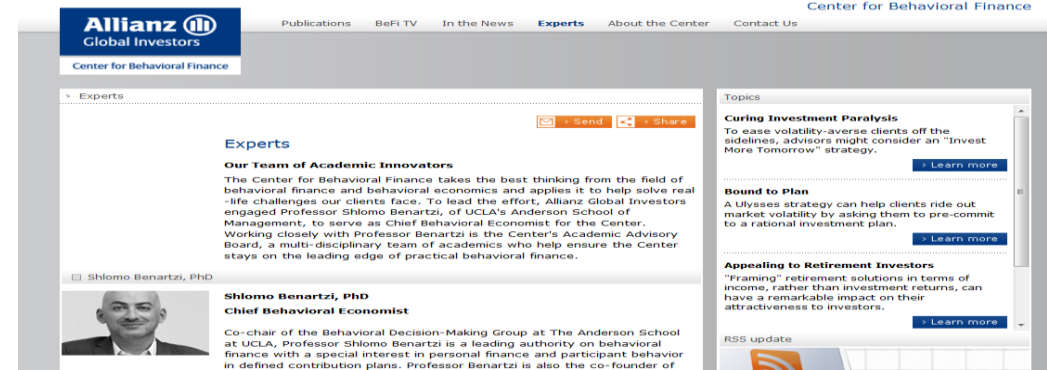 Center for Behavioral Finance
Allianz
Global Investors
Center for Behavioral Finance
Publications BeFi TV In the News Experts About the Center Contact Us
› Experts
› Send › Share
Experts
Our Team of Academic Innovators
The Center for Behavioral Finance takes the best thinking from the field of
behavioral finance and behavioral economics and applies it to help solve real
-life challenges our clients face. To lead the effort, Allianz Global Investors
engaged Professor Shlomo Benartzi, of UCLA's Anderson School of
Management, to serve as Chief Behavioral Economist for the Center.
Working closely with Professor Benartzi is the Center's Academic Advisory
Board, a multi-disciplinary team of academics who help ensure the Center
stays on the leading edge of practical behavioral finance.
Shlomo Benartzi, PhD
Shlomo Benartzi, PhD
Chief Behavioral Economist
Co-chair of the Behavioral Decision-Making Group at The Anderson School
at UCLA, Professor Shlomo Benartzi is a leading authority on behavioral
finance with a special interest in personal finance and participant behavior
in defined contribution plans. Professor Benartzi is also the co-founder of
Topics
Curing Investment Paralysis
To ease volatility-averse clients off the
sidelines, advisors might consider an "Invest
More Tomorrow" strategy.
› Learn more
Bound to Plan
A Ulysses strategy can help clients ride out
market volatility by asking them to pre-commit
to a rational investment plan.
› Learn more
Appealing to Retirement Investors
"Framing" retirement solutions in terms of
income, rather than investment returns, can
have a remarkable impact on their
attractiveness to investors.
› Learn more
RSS update